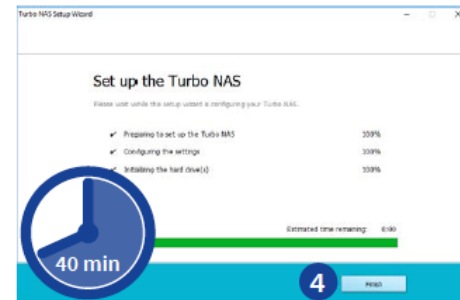 Turbo NAS Setup Wizard
Set up the Turbo NAS
Please wait while the setup wizard is configuring your Turbo NAS.
✔ Preparing to set up the Turbo NAS 100%
✔ Configuring the settings 100%
✔ Initializing the hard drive(s) 100%
Estimated time remaining: 0:00
40 min
4 Finish